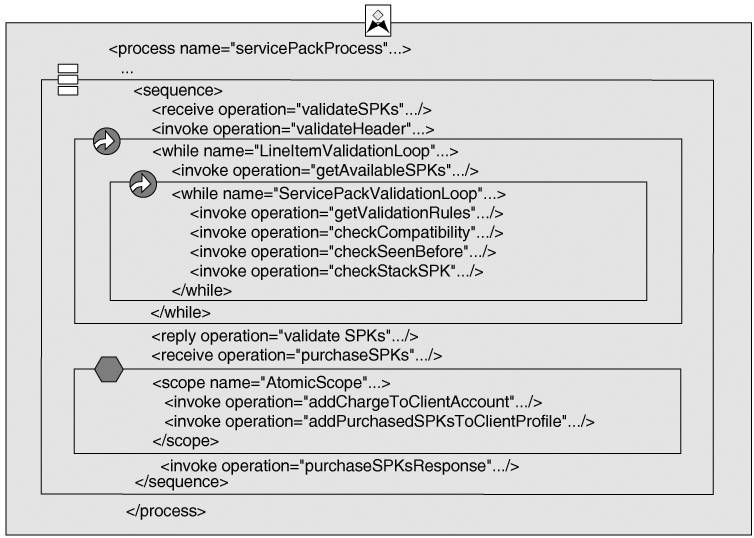 <process name="servicePackProcess"...>
...
<sequence>
<receive operation="validateSPKs".../>
<invoke operation="validateHeader"...>
<while name="LineItemValidationLoop"...>
<invoke operation="getAvailableSPKs".../>
<while name="ServicePackValidationLoop"...>
<invoke operation="getValidationRules".../>
<invoke operation="checkCompatibility".../>
<invoke operation="checkSeenBefore".../>
<invoke operation="checkStackSPK".../>
</while>
</while>
<reply operation="validate SPKs".../>
<receive operation="purchaseSPKs".../>
<scope name="AtomicScope"...>
<invoke operation="addChargeToClientAccount".../>
<invoke operation="addPurchasedSPKsToClientProfile".../>
</scope>
<invoke operation="purchaseSPKsResponse".../>
</sequence>
</process>